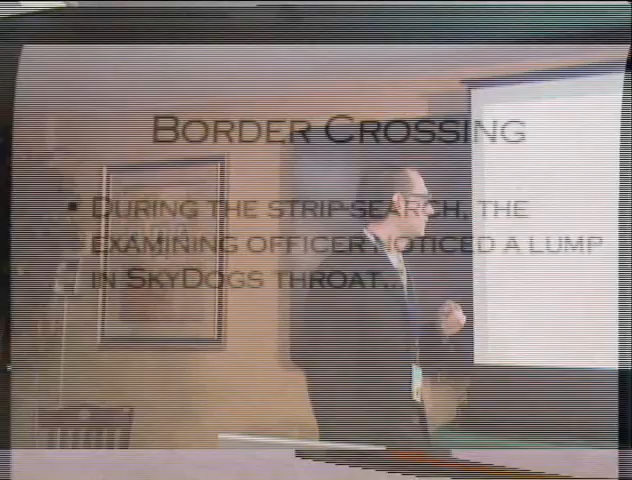 BORDER CROSSING
▪ DURING THE STRIP-SEARCH, THE
EXAMINING OFFICER NOTICED A LUMP
IN SKYDOGS THROAT...